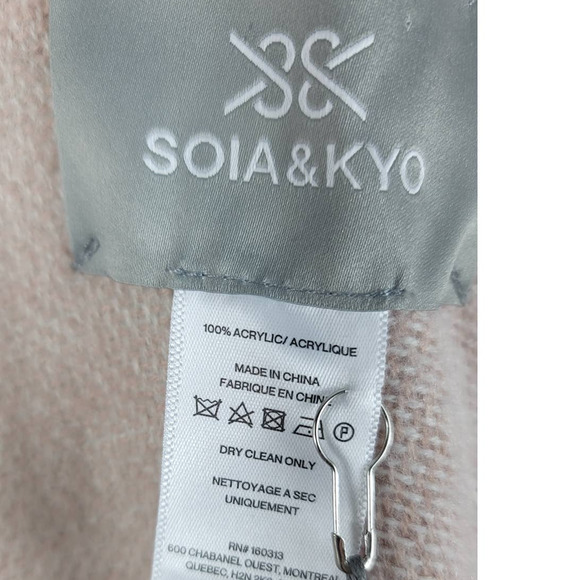 SOIA&KYO
100% ACRYLIC/ ACRYLIQUE
MADE IN CHINA
FABRIQUE EN CHINE
P
DRY CLEAN ONLY
NETTOYAGE A SEC
UNIQUEMENT
RN# 160313
600 CHABANEL OUEST, MONTREAL
QUEBEC, H2N